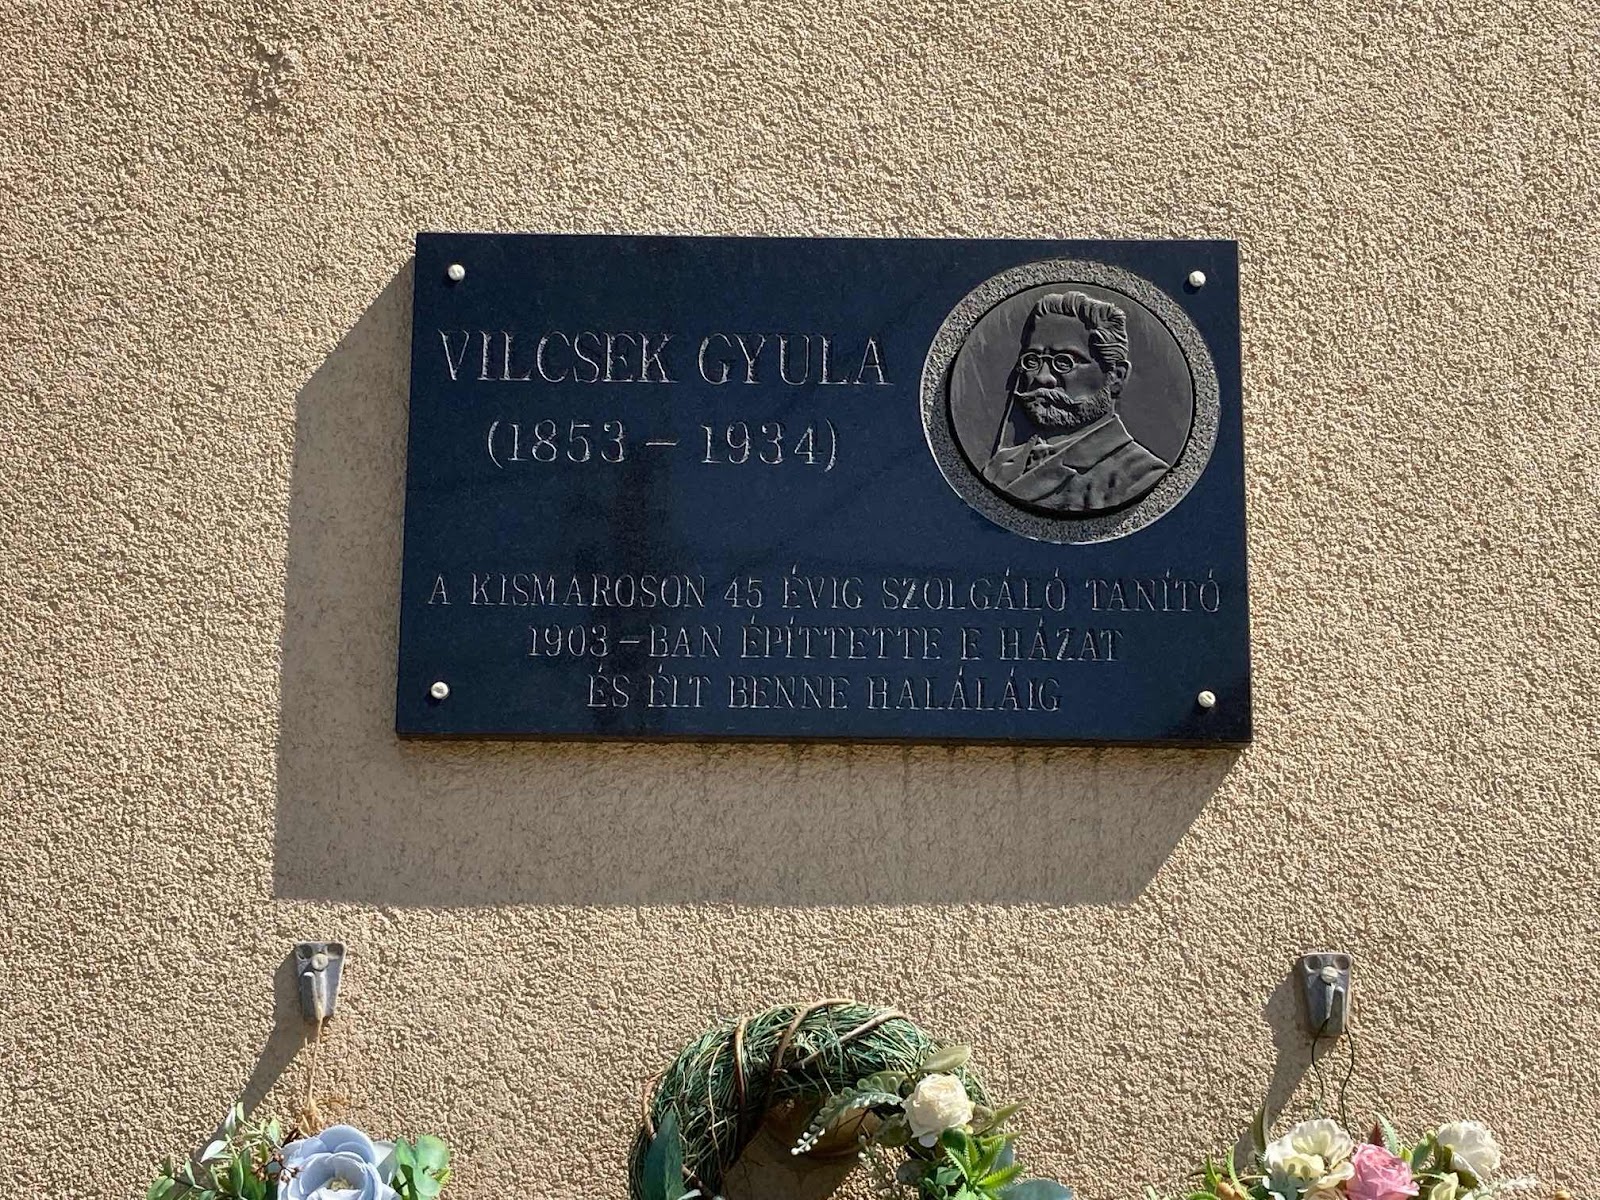 VILCSEK GYULA
(1853 – 1934)
A KISMAROSON 45 ÉVIG SZOLGÁLÓ TANÍTÓ
1903–BAN ÉPÍTTETTE E HÁZAT
ÉS ÉLT BENNE HALÁLÁIG